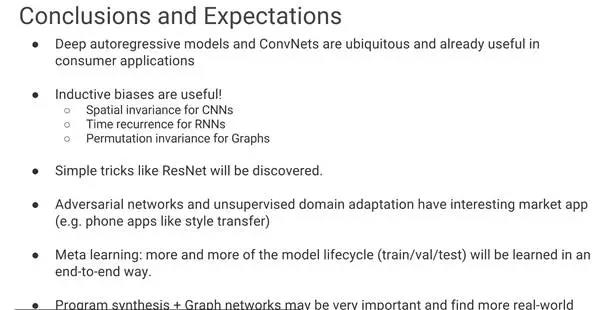 Conclusions and Expectations
● Deep autoregressive models and ConvNets are ubiquitous and already useful in
consumer applications
● Inductive biases are useful!
○ Spatial invariance for CNNs
○ Time recurrence for RNNs
○ Permutation invariance for Graphs
● Simple tricks like ResNet will be discovered.
● Adversarial networks and unsupervised domain adaptation have interesting market app
(e.g. phone apps like style transfer)
● Meta learning: more and more of the model lifecycle (train/val/test) will be learned in an
end-to-end way.
● Program synthesis + Graph networks may be very important and find more real-world